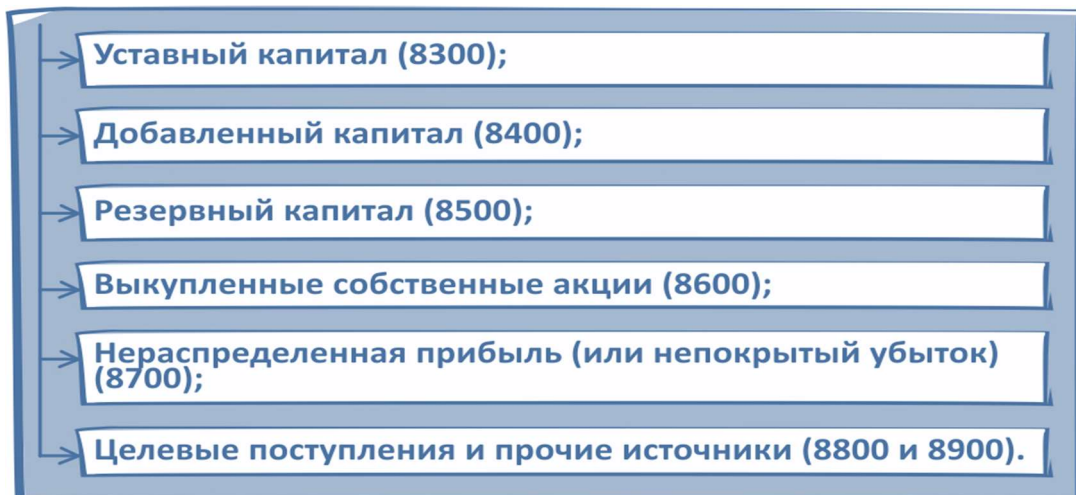 Уставный капитал (8300);
Добавленный капитал (8400);
Резервный капитал (8500);
Выкупленные собственные акции (8600);
Нераспределенная прибыль (или непокрытый убыток)
(8700);
Целевые поступления и прочие источники (8800 и 8900).